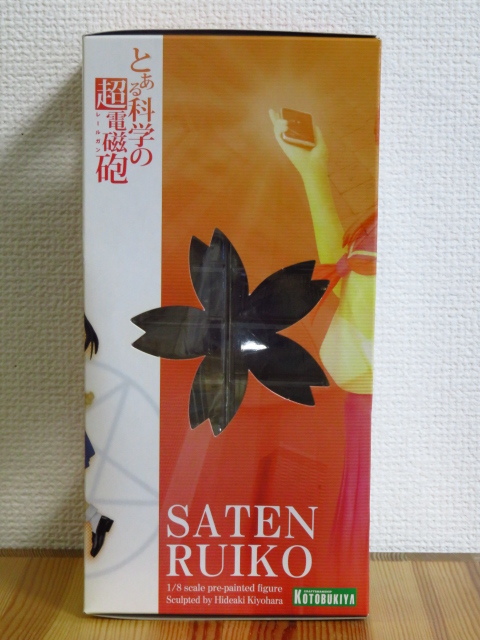 とある科学の
超電磁砲
レールガン
SATEN
RUIKO
1/8 scale pre-painted figure
Sculpted by Hideaki Kiyohara
KOTOBUKIYA